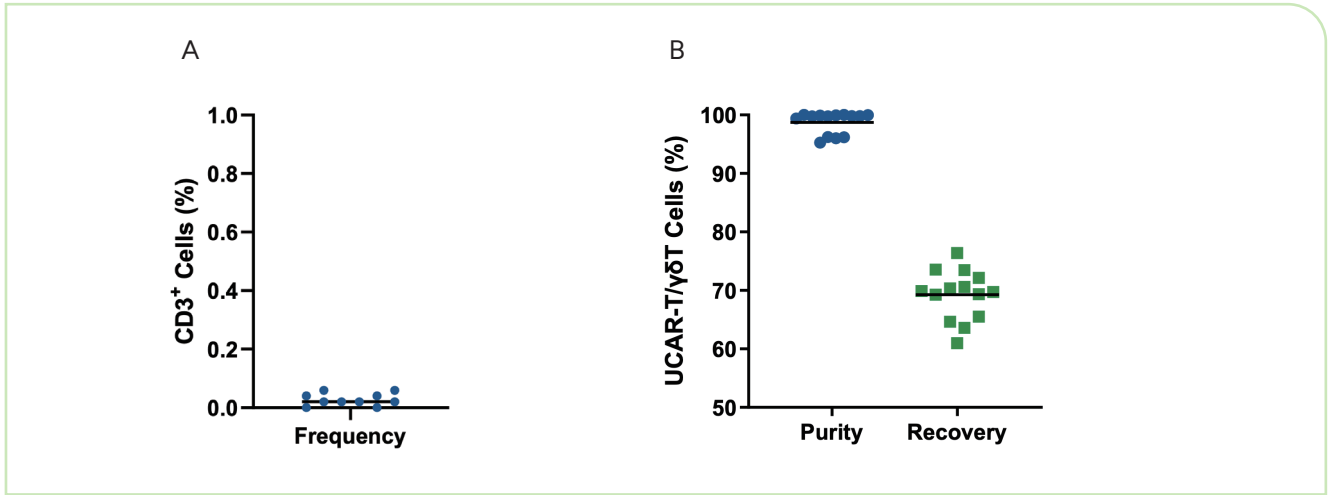 A
CD3⁺ Cells (%)
1.0
0.8
0.6
0.4
0.2
0.0
Frequency
B
UCAR-T/γδT Cells (%)
100
90
80
70
60
50
Purity Recovery